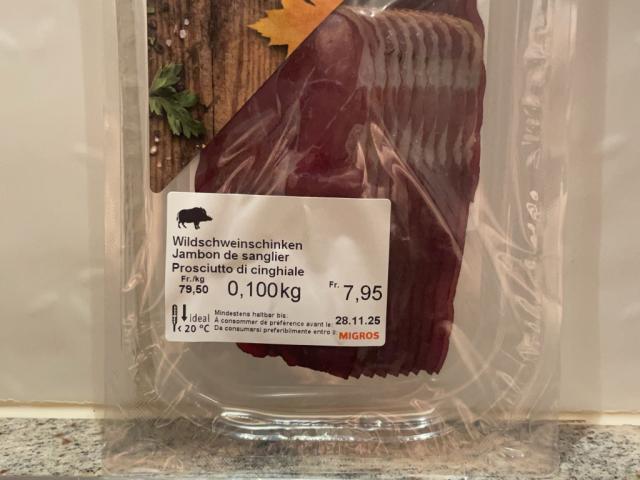 Wildschweinschinken
Jambon de sanglier
Prosciutto di cinghiale
Fr./kg
79,50 0,100kg Fr. 7,95
ideal
< 20 °C
Mindestens haltbar bis:
A consommer de préférence avant le: 28.11.25
Da consumarsi preferibilmente entro il:
MIGROS